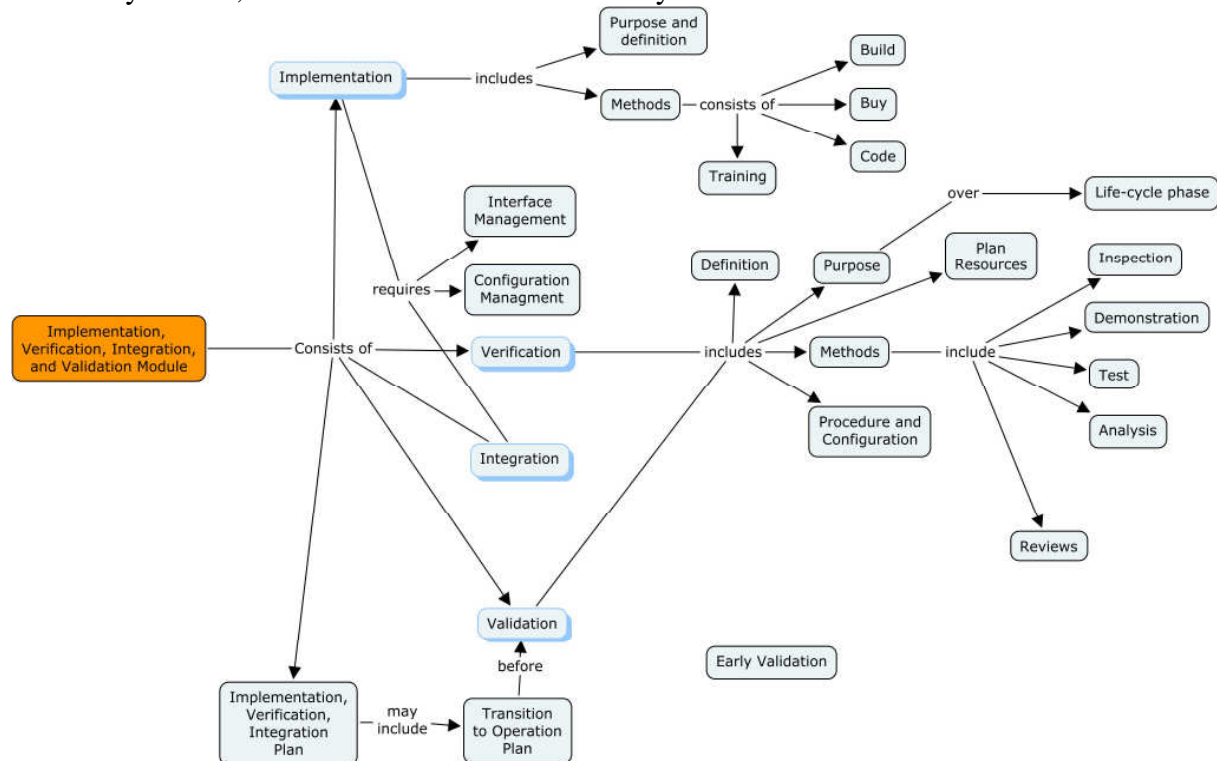 Purpose and
definition
Build
Implementation
includes
Methods
consists of
Buy
Code
Training
Interface
Management
over
Life-cycle phase
Definition
Purpose
Plan
Resources
Inspection
requires
Configuration
Managment
Demonstration
Implementation,
Verification, Integration,
and Validation Module
Consists of
Verification
includes
Methods
include
Test
Procedure and
Configuration
Analysis
Integration
Reviews
Validation
before
Early Validation
Implementation,
Verification,
Integration
Plan
may
include
Transition
to Operation
Plan